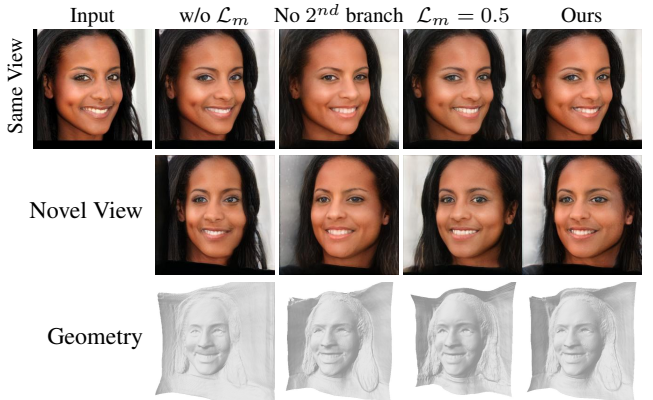 Input w/o $\mathcal{L}_m$ No $2^{nd}$ branch $\mathcal{L}_m = 0.5$ Ours
Same View
Novel View
Geometry